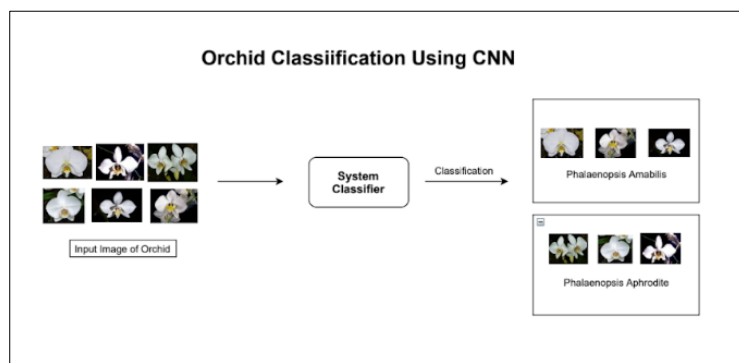 Orchid Classiification Using CNN
Input Image of Orchid
System
Classifier
Classification
Phalaenopsis Amabilis
Phalaenopsis Aphrodite